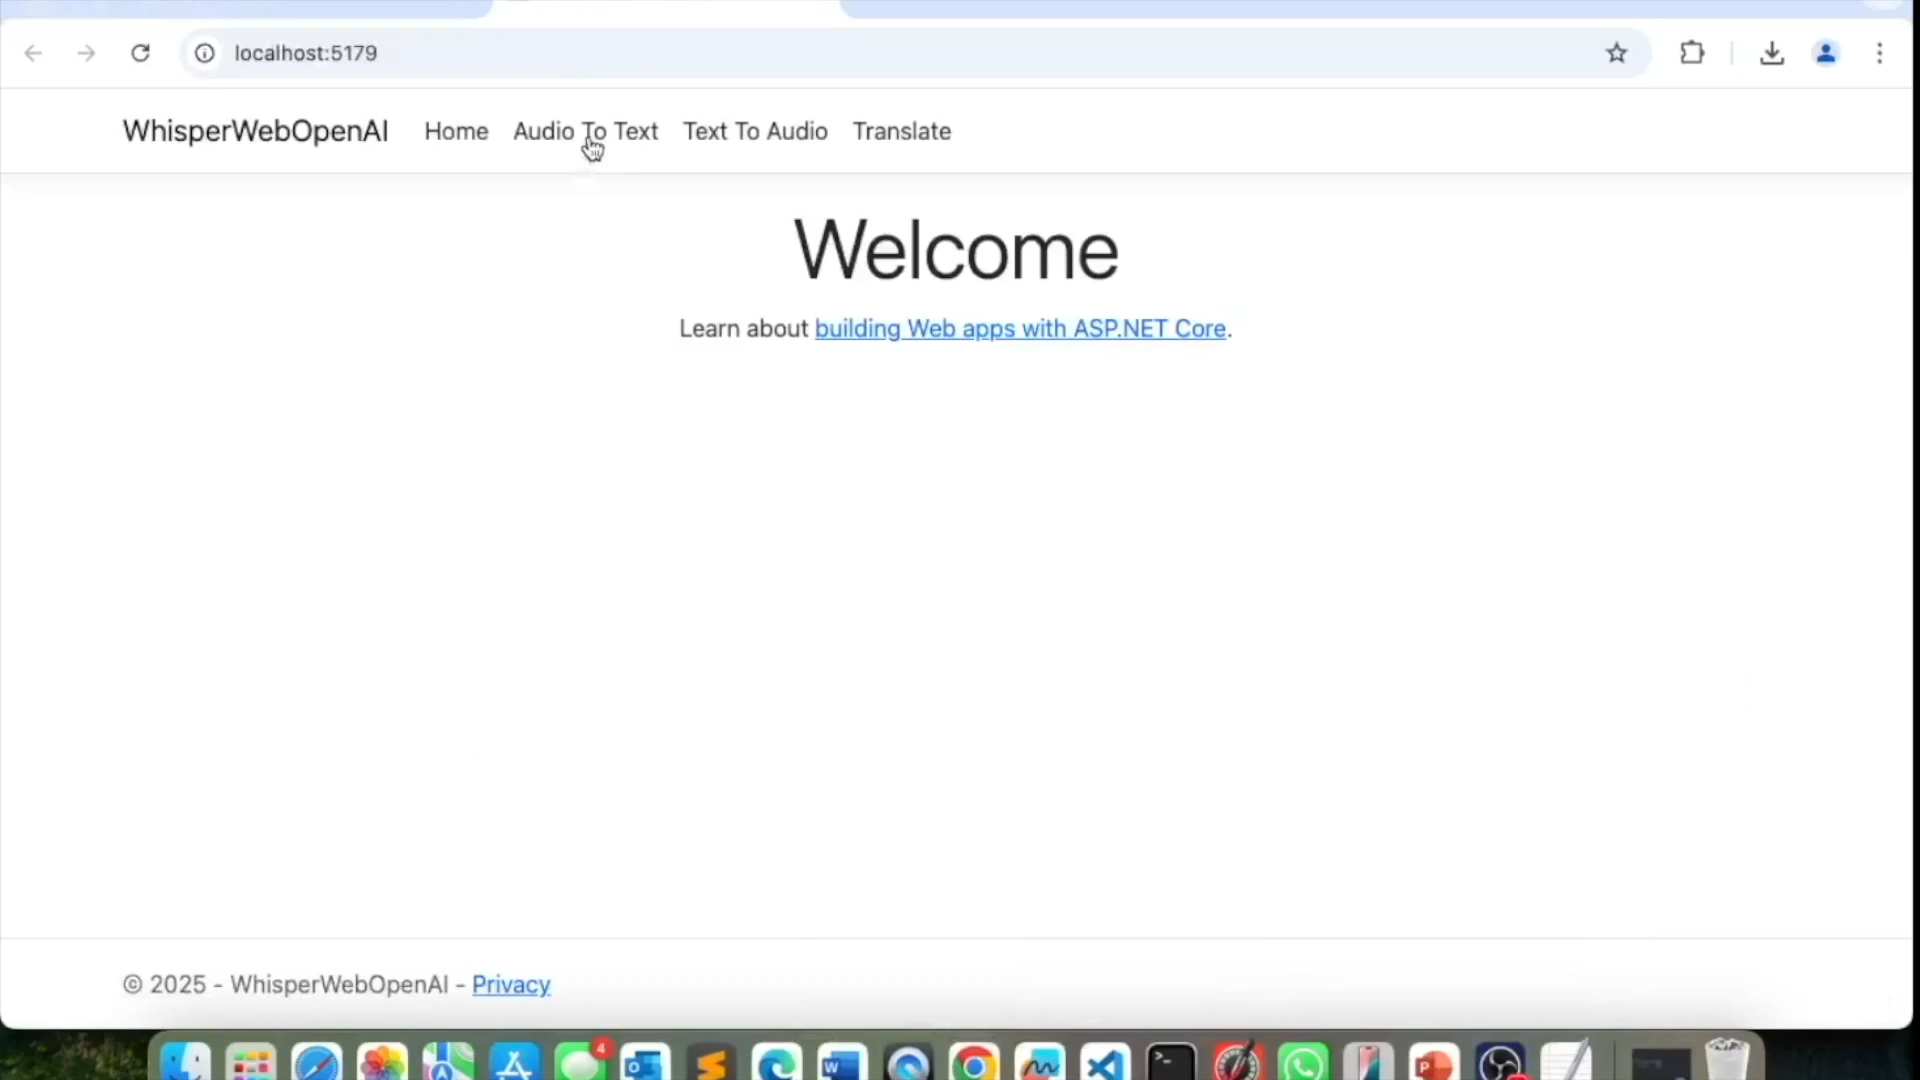 localhost:5179
WhisperWebOpenAI Home Audio To Text Text To Audio Translate
Welcome
Learn about building Web apps with ASP.NET Core.
© 2025 - WhisperWebOpenAI - Privacy
4